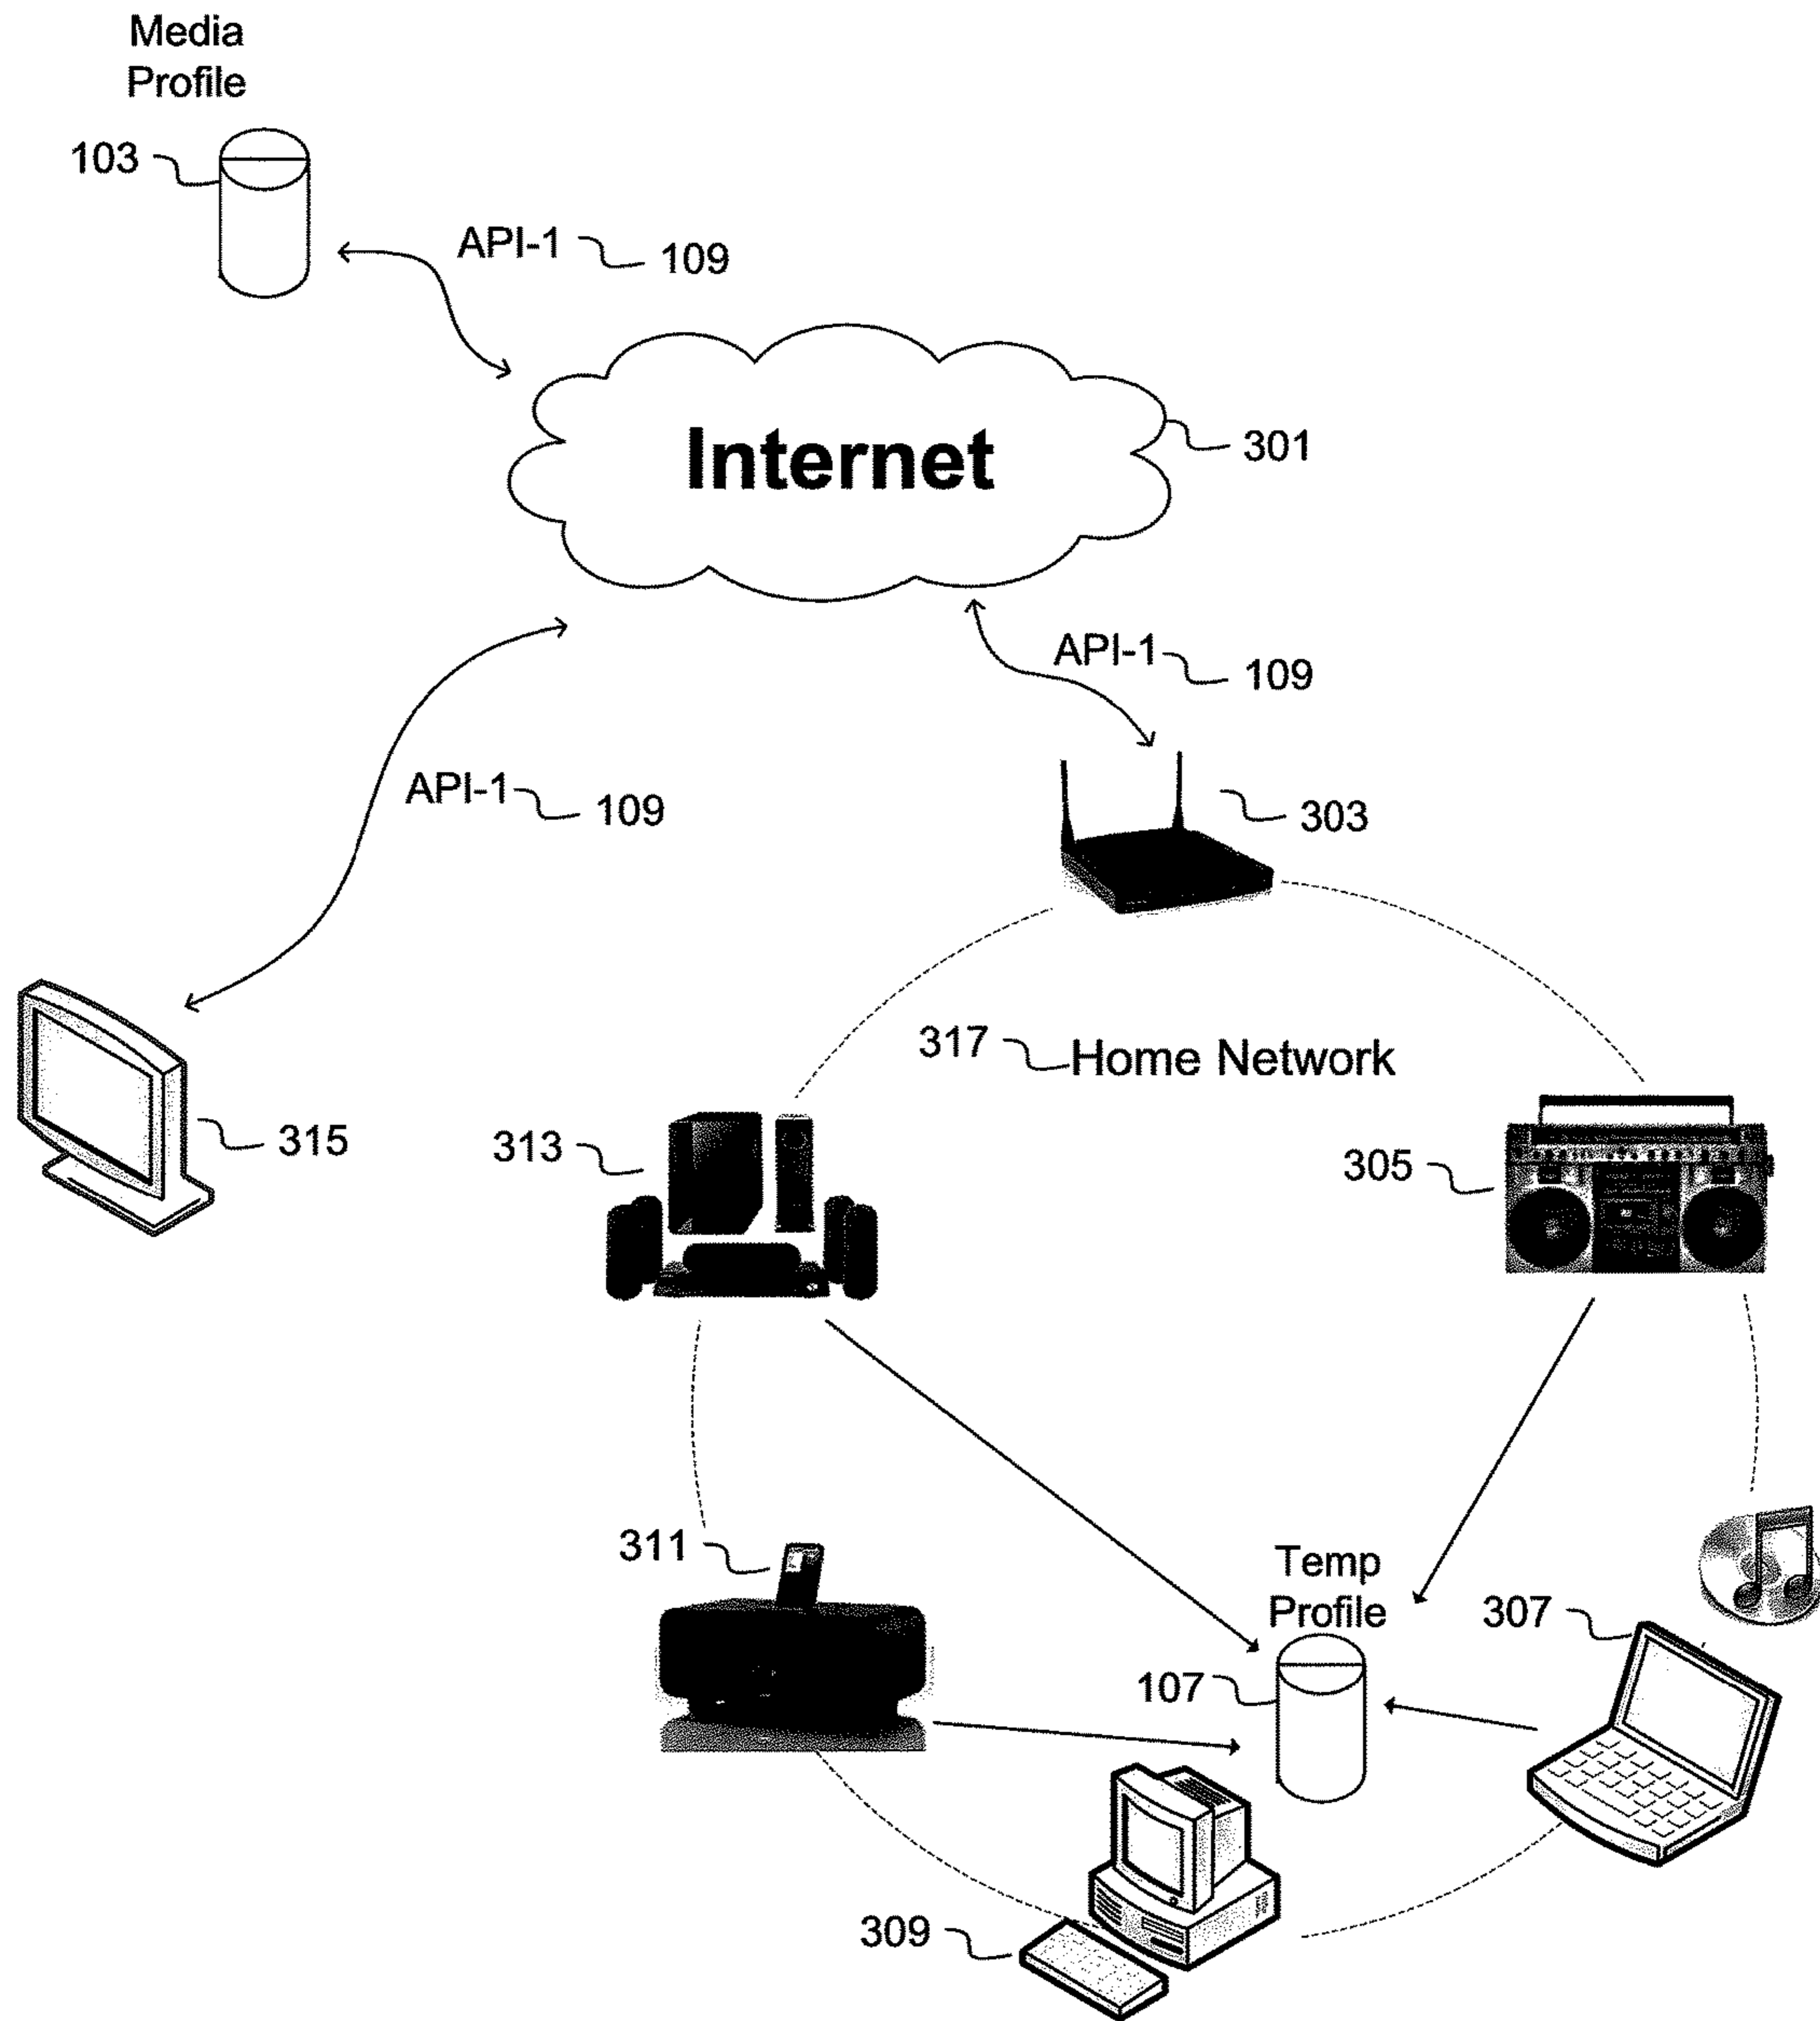 Media
Profile
103
API-1 109
Internet
301
API-1 109
API-1 109
303
317 Home Network
315
313
305
311
Temp
Profile
307
107
309